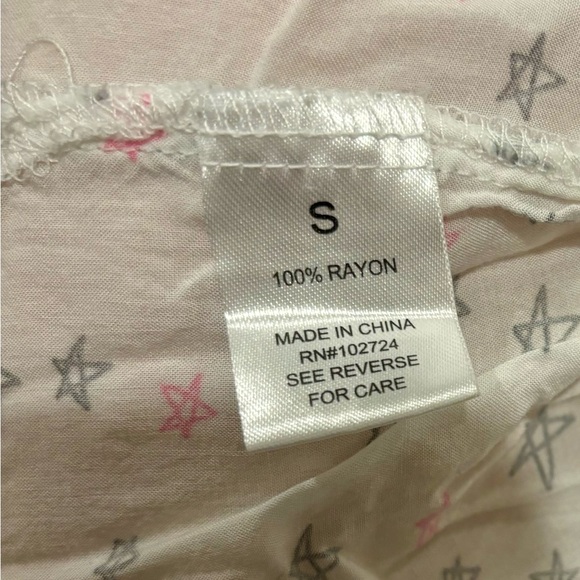 S
100% RAYON
MADE IN CHINA
RN#102724
SEE REVERSE
FOR CARE